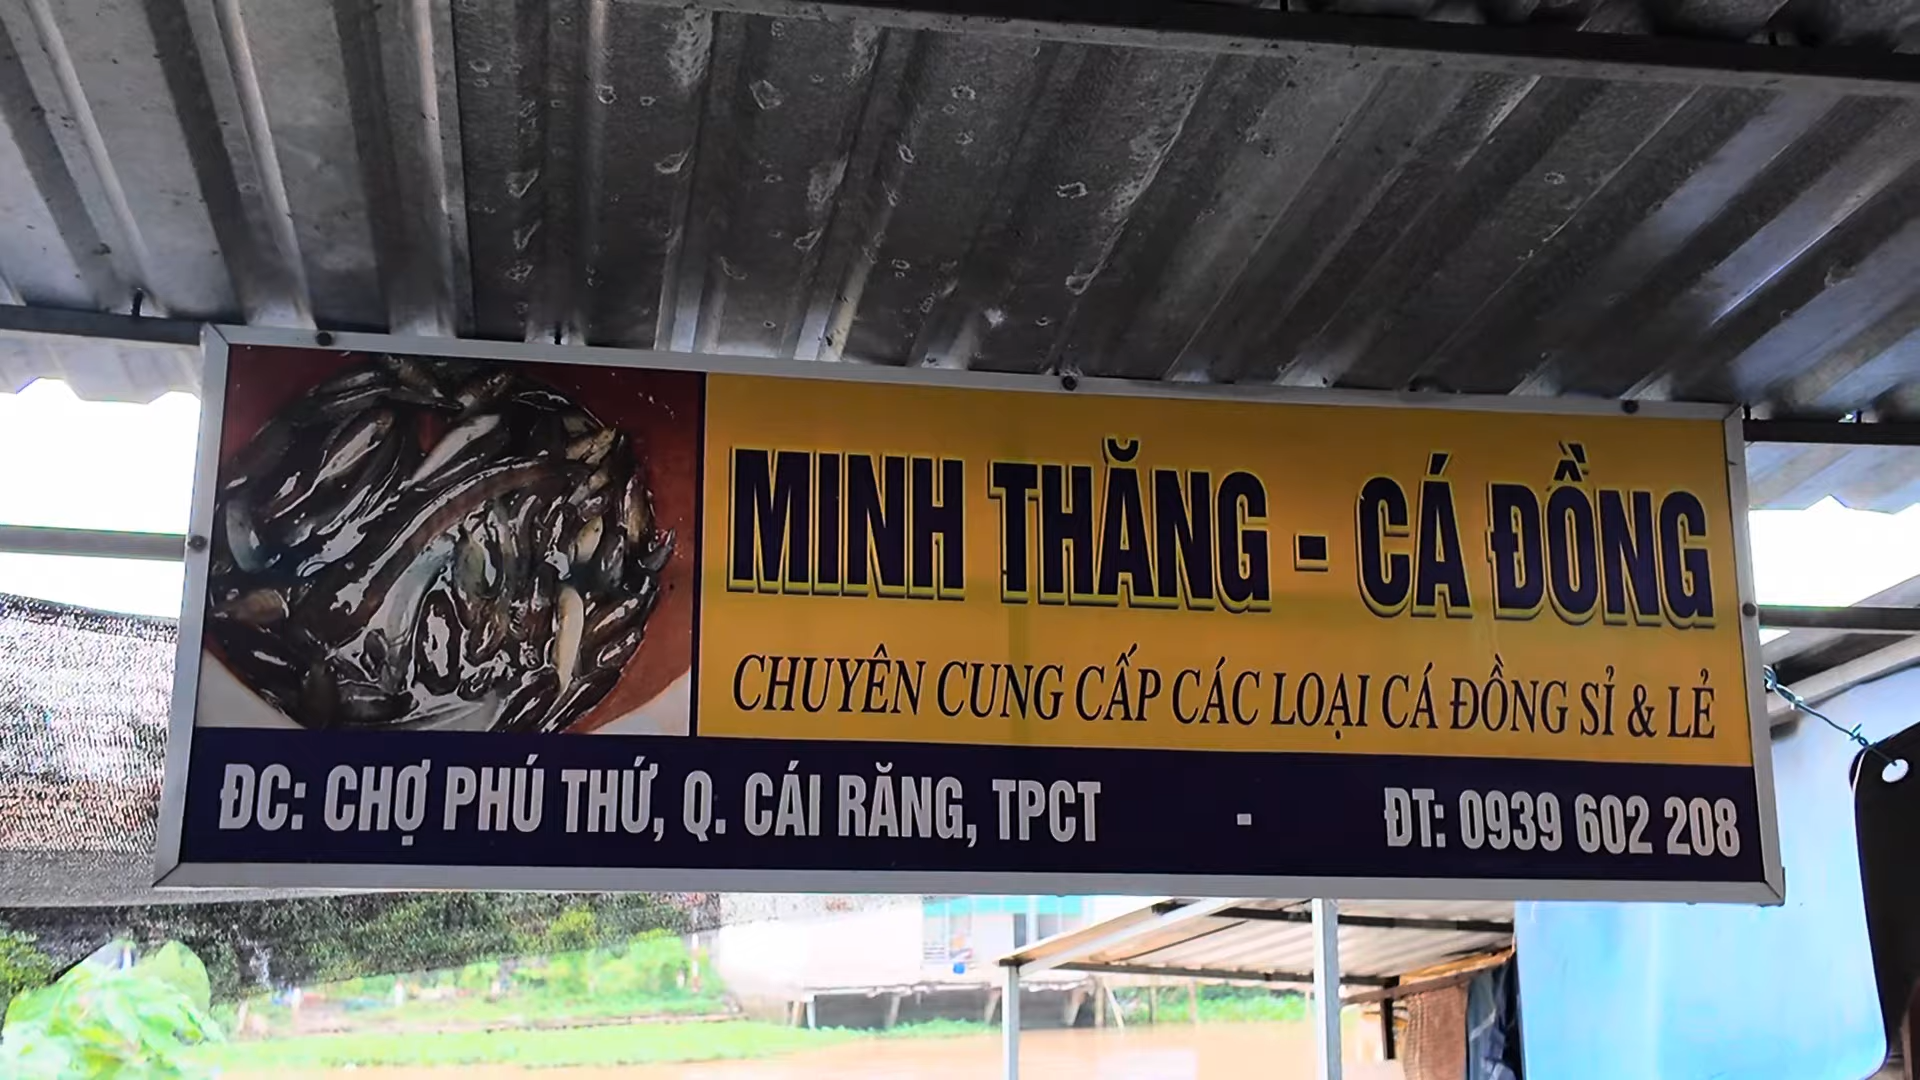 MINH THĂNG - CÁ ĐỒNG
CHUYÊN CUNG CẤP CÁC LOẠI CÁ ĐỒNG SỈ & LẺ
ĐC: CHỢ PHÚ THỨ, Q. CÁI RĂNG, TPCT - ĐT: 0939 602 208